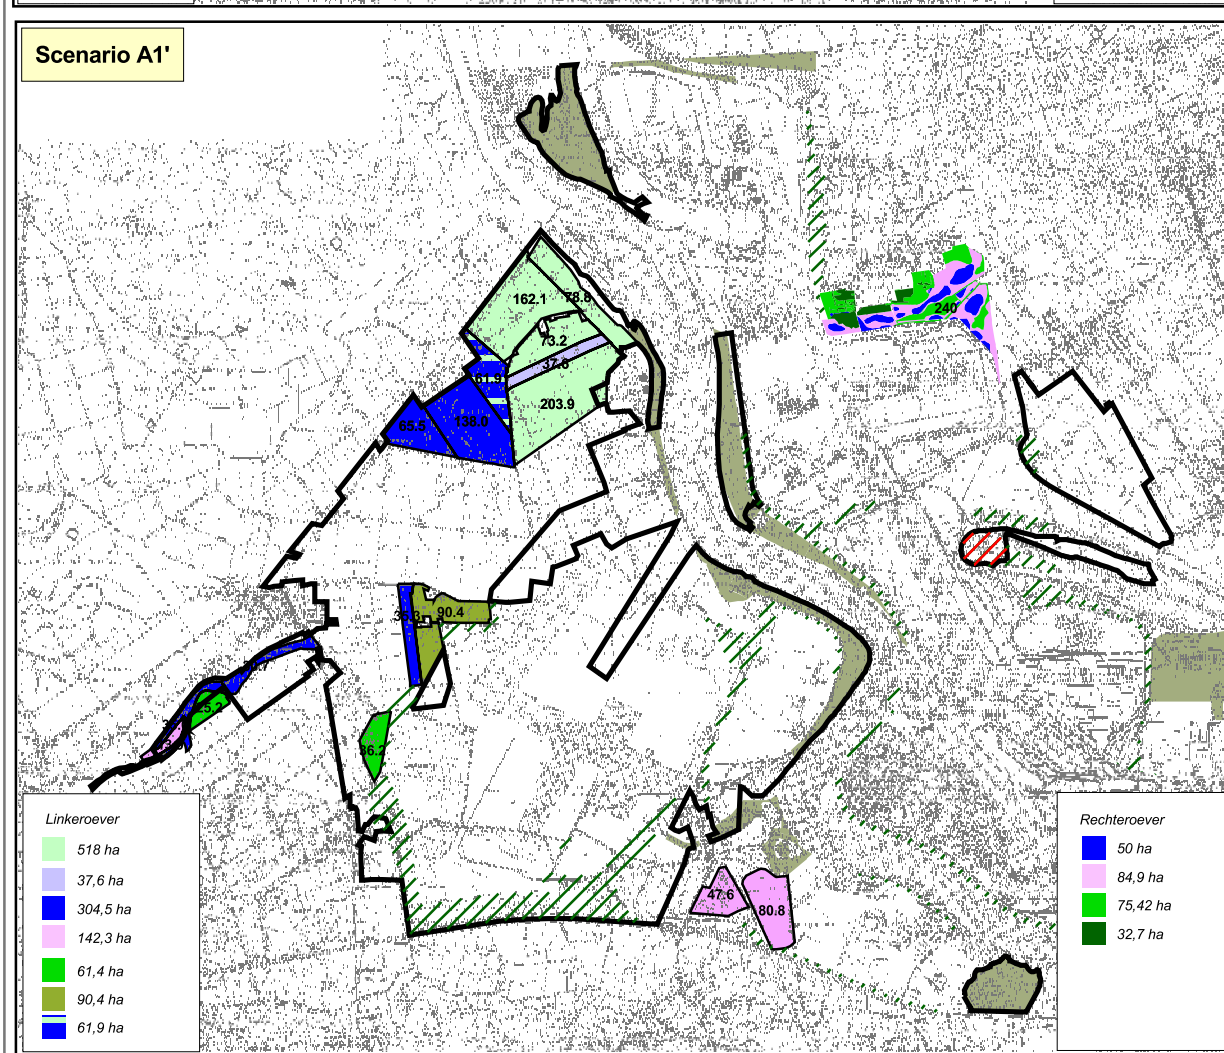 Scenario A1'
162.1
78.8
73.2
37.6
61.9
203.9
138.0
65.5
240
90.4
25.2
36.2
47.6
80.8
Linkeroever
518 ha
37,6 ha
304,5 ha
142,3 ha
61,4 ha
90,4 ha
61,9 ha
Rechteroever
50 ha
84,9 ha
75,42 ha
32,7 ha